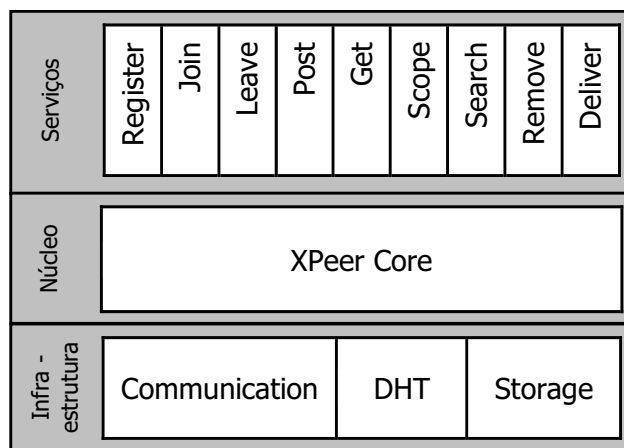 Serviços
Register
Join
Leave
Post
Get
Scope
Search
Remove
Deliver
Núcleo
XPeer Core
Infra -
estrutura
Communication
DHT
Storage